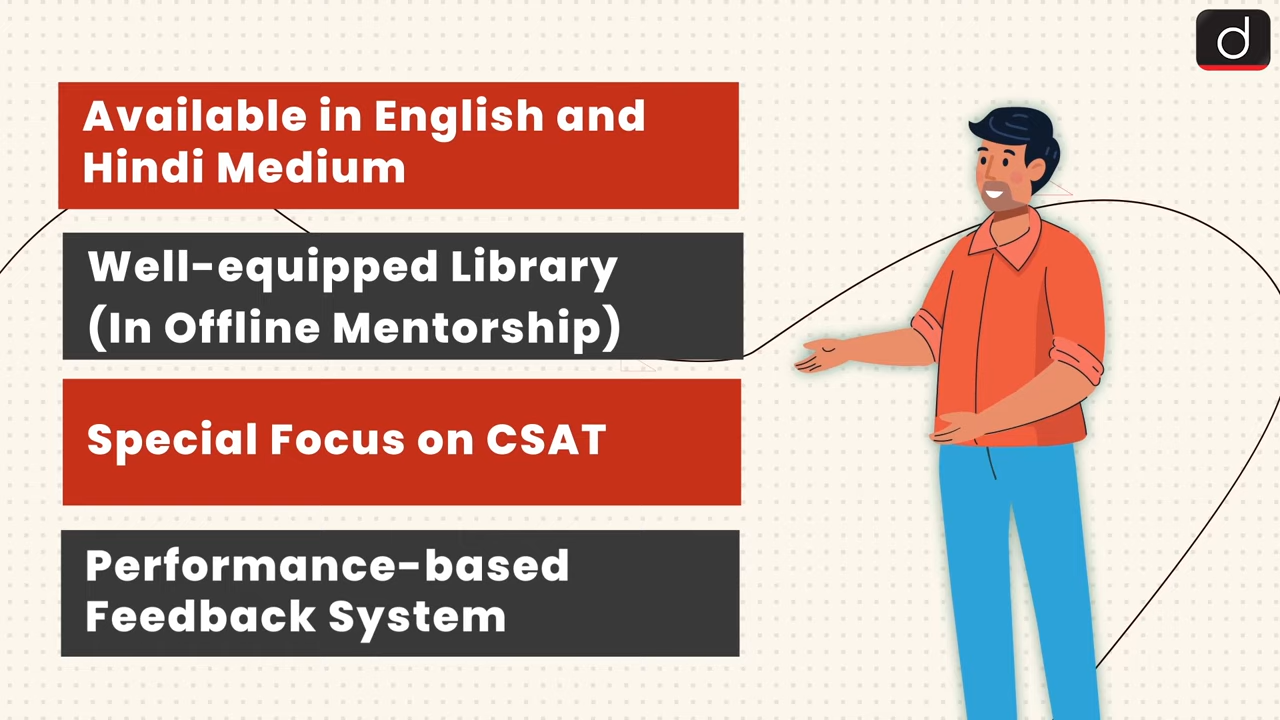 d
Available in English and
Hindi Medium
Well-equipped Library
(In Offline Mentorship)
Special Focus on CSAT
Performance-based
Feedback System